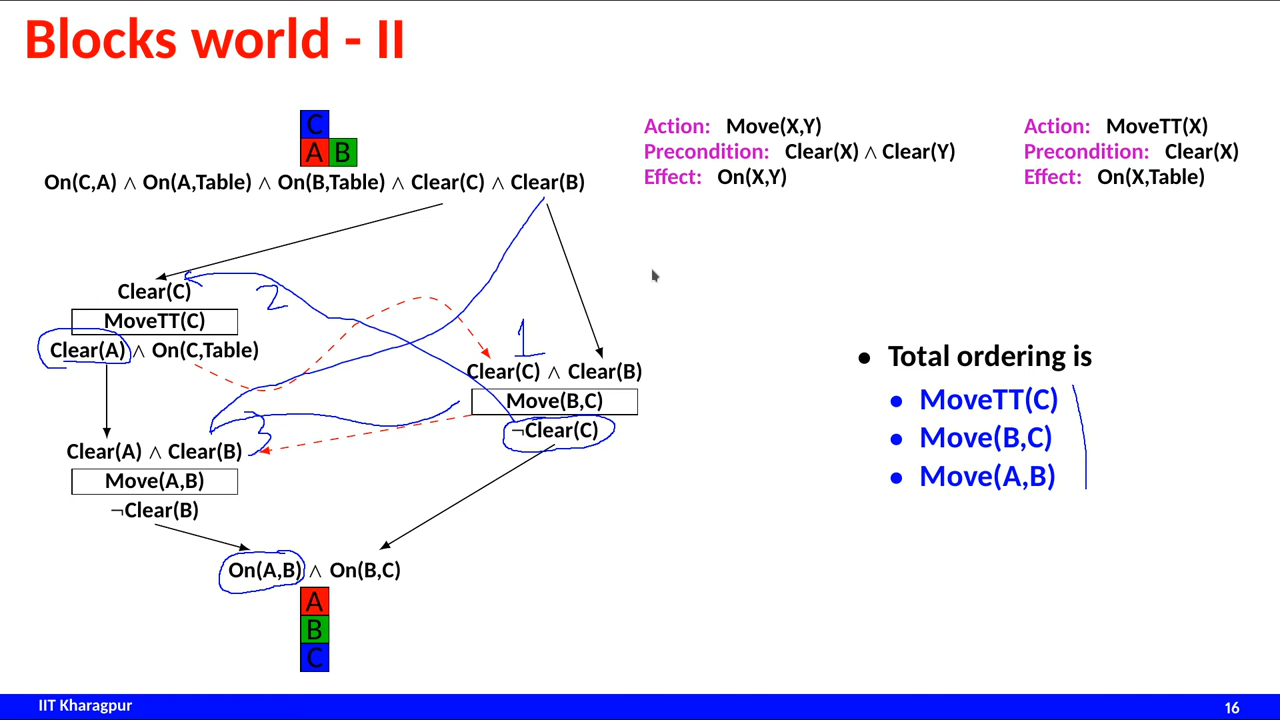 Blocks world - II
C
A B
On(C,A) ∧ On(A,Table) ∧ On(B,Table) ∧ Clear(C) ∧ Clear(B)
Action: Move(X,Y)
Precondition: Clear(X) ∧ Clear(Y)
Effect: On(X,Y)
Action: MoveTT(X)
Precondition: Clear(X)
Effect: On(X,Table)
Clear(C)
MoveTT(C)
Clear(A) ∧ On(C,Table)
2
1
Clear(C) ∧ Clear(B)
Move(B,C)
¬Clear(C)
Clear(A) ∧ Clear(B)
3
Move(A,B)
¬Clear(B)
On(A,B) ∧ On(B,C)
A
B
C
• Total ordering is
• MoveTT(C)
• Move(B,C)
• Move(A,B)
IIT Kharagpur
16